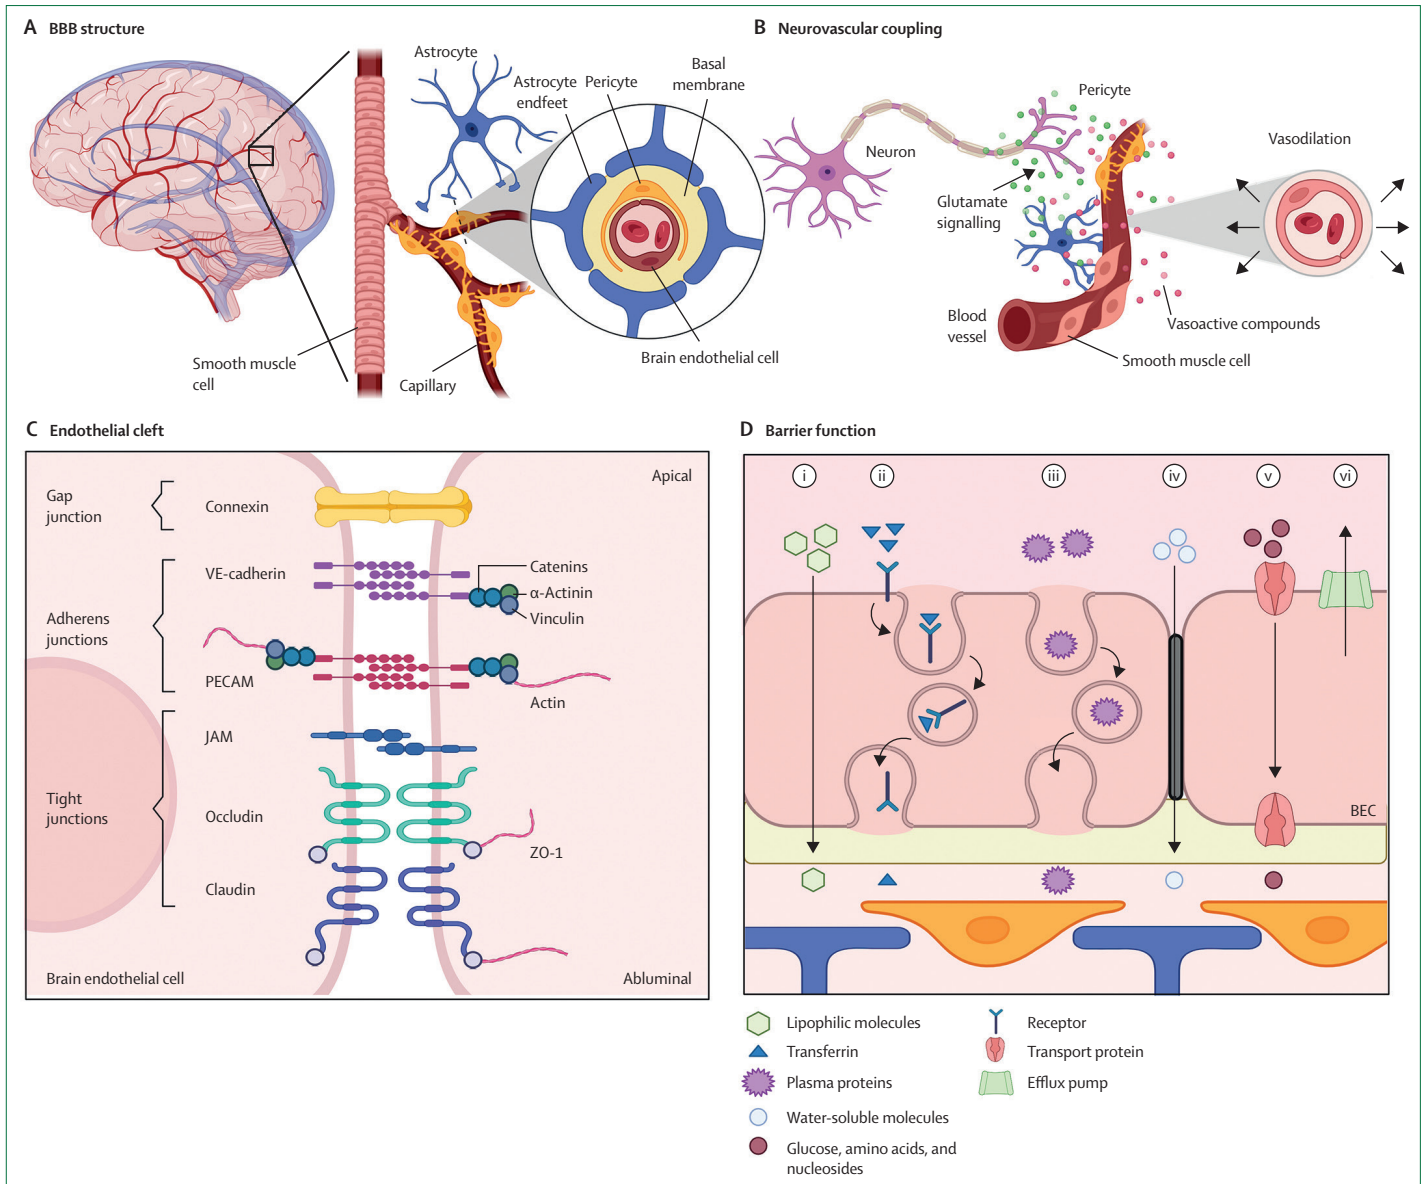 A BBB structure
Astrocyte
Astrocyte
endfeet
Pericyte
Basal
membrane
Smooth muscle
cell
Capillary
Brain endothelial cell
B Neurovascular coupling
Pericyte
Neuron
Vasodilation
Glutamate
signalling
Blood
vessel
Vasoactive compounds
Smooth muscle cell
C Endothelial cleft
Apical
Gap
junction
Connexin
VE-cadherin
Catenins
α-Actinin
Vinculin
Adherens
junctions
PECAM
Actin
JAM
Tight
junctions
Occludin
ZO-1
Claudin
Brain endothelial cell
Abluminal
D Barrier function
i
ii
iii
iv
v
vi
BEC
Lipophilic molecules
Transferrin
Plasma proteins
Water-soluble molecules
Glucose, amino acids, and
nucleosides
Receptor
Transport protein
Efflux pump